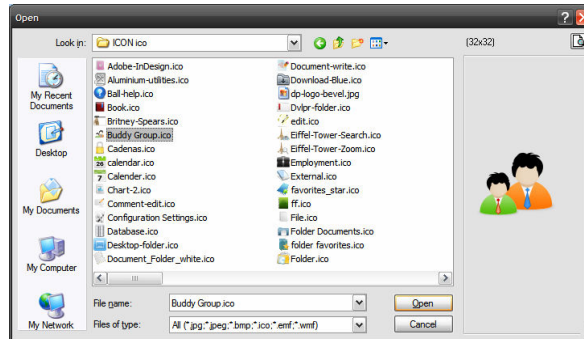 Open
Look in: ICON ico (32x32)
My Recent Documents
Desktop
My Documents
My Computer
My Network
Adobe-InDesign.ico
Aluminium-utilities.ico
Ball-help.ico
Book.ico
Britney-Spears.ico
Buddy Group.ico
Cadenas.ico
calendar.ico
Calender.ico
Chart-2.ico
Comment-edit.ico
Configuration Settings.ico
Database.ico
Desktop-folder.ico
Document_Folder_white.ico
Document-write.ico
Download-Blue.ico
dp-logo-bevel.jpg
Dvlpr-folder.ico
edit.ico
Eiffel-Tower-Search.ico
Eiffel-Tower-Zoom.ico
Employment.ico
External.ico
favorites_star.ico
ff.ico
File.ico
Folder Documents.ico
folder favorites.ico
Folder.ico
File name: Buddy Group.ico Open
Files of type: All (*.jpg;*.jpeg;*.bmp;*.ico;*.emf;*.wmf) Cancel